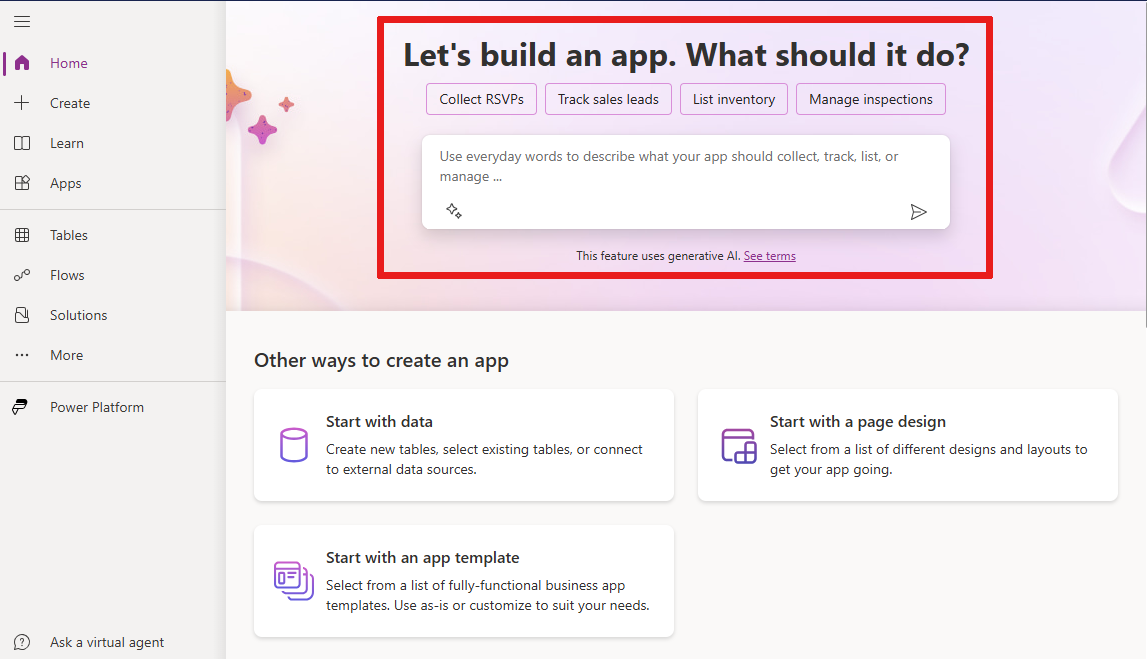 Home
Create
Learn
Apps
Tables
Flows
Solutions
More
Power Platform
Ask a virtual agent
Let's build an app. What should it do?
Collect RSVPs
Track sales leads
List inventory
Manage inspections
Use everyday words to describe what your app should collect, track, list, or
manage ...
This feature uses generative AI. See terms
Other ways to create an app
Start with data
Create new tables, select existing tables, or connect
to external data sources.
Start with a page design
Select from a list of different designs and layouts to
get your app going.
Start with an app template
Select from a list of fully-functional business app
templates. Use as-is or customize to suit your needs.